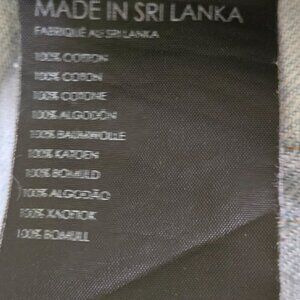 MADE IN SRI LANKA
FABRIQUÉ AU SRI LANKA
100% COTTON
100% COTON
100% COTONE
100% ALGODÓN
100% BAUMWOLLE
100% KATOEN
100% BOMULD
100% ALGODÃO
100% ХЛОПОК
100% BOMULL